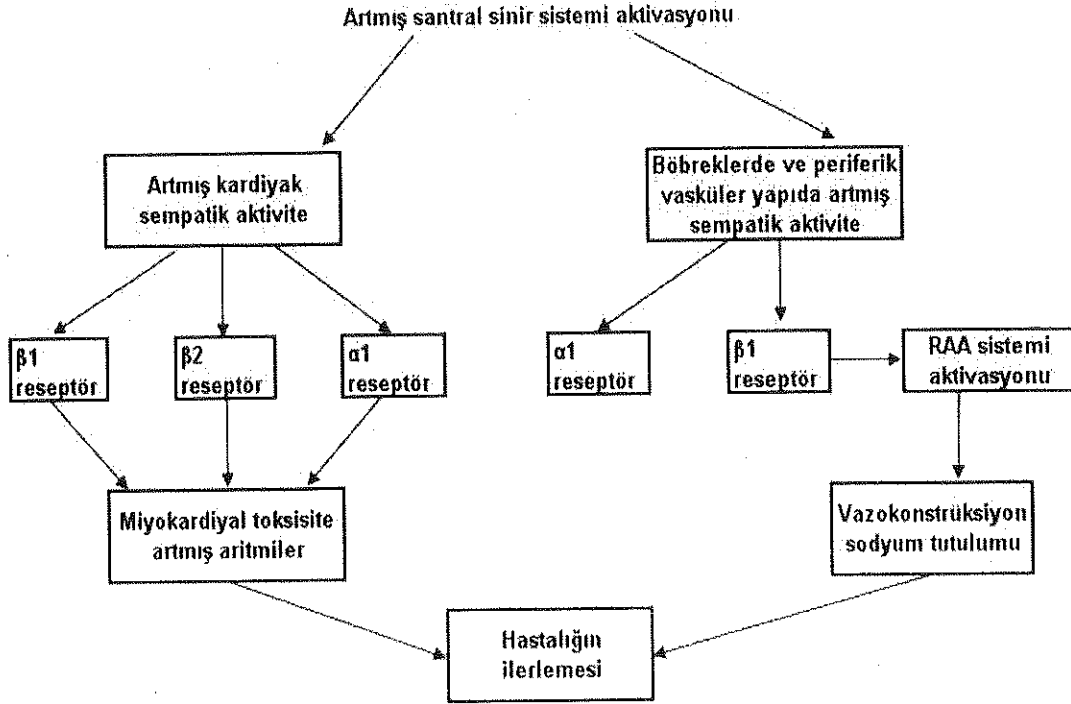 Artmış santral sinir sistemi aktivasyonu
Artmış kardiyak
sempatik aktivite
Böbreklerde ve periferik
vasküler yapıda artmış
sempatik aktivite
β1
reseptör
β2
reseptör
α1
reseptör
α1
reseptör
β1
reseptör
RAA sistemi
aktivasyonu
Miyokardiyal toksisite
artmış aritmiler
Vazokonstrüksiyon
sodyum tutulumu
Hastalığın
ilerlemesi